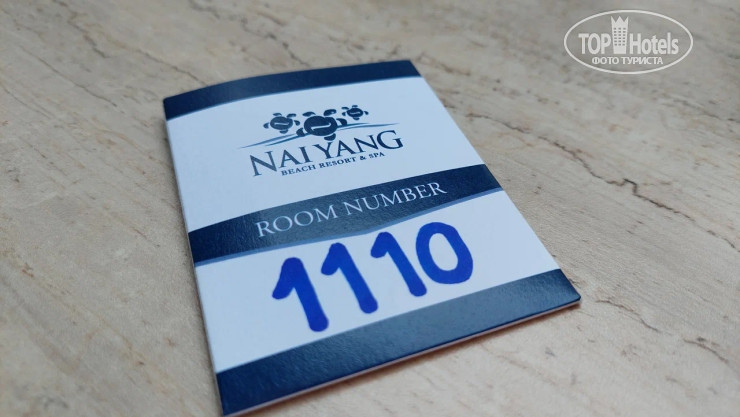 TOP Hotels
ФОТО ТУРИСТА
NAI YANG
BEACH RESORT & SPA
ROOM NUMBER
1110